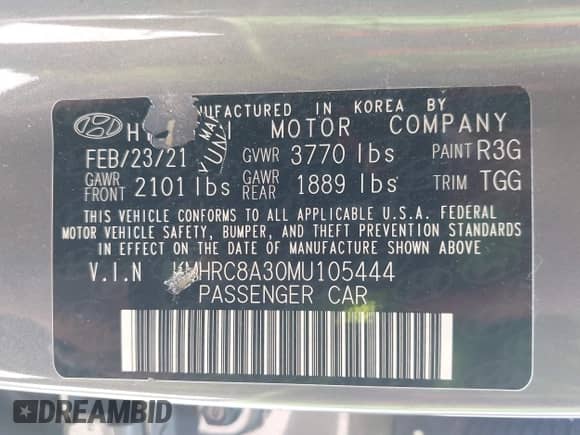 MANUFACTURED IN KOREA BY
HYUNDAI MOTOR COMPANY
FEB/23/21 GVWR 3770 lbs PAINT R3G
GAWR FRONT 2101 lbs GAWR REAR 1889 lbs TRIM TGG
THIS VEHICLE CONFORMS TO ALL APPLICABLE U.S.A. FEDERAL
MOTOR VEHICLE SAFETY, BUMPER, AND THEFT PREVENTION STANDARDS
IN EFFECT ON THE DATE OF MANUFACTURE SHOWN ABOVE.
V.I.N KMHRC8A30MU105444
PASSENGER CAR
DREAMBID